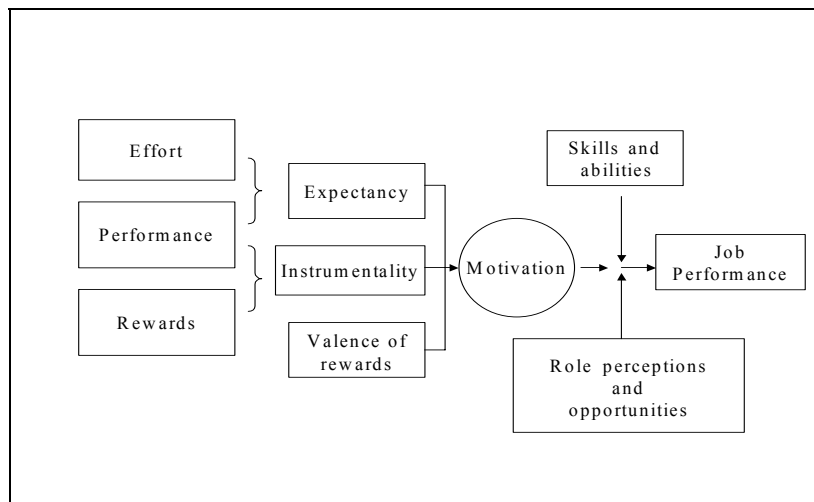 Effort
Performance
Rewards
Expectancy
Instrumentality
Valence of
rewards
Motivation
Skills and
abilities
Role perceptions
and
opportunities
Job
Performance